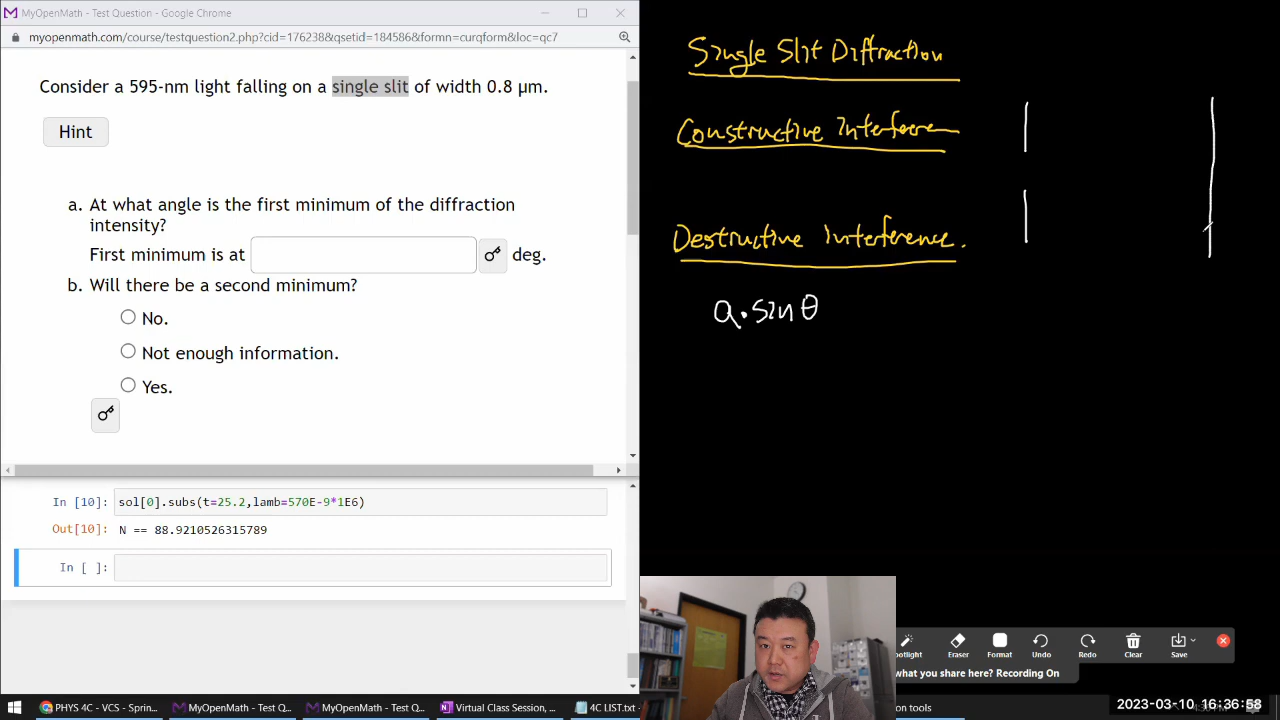 MyOpenMath - Test Question - Google Chrome
myopenmath.com/course/testquestion2.php?cid=176238&qsetid=184586&formn=curqform&loc=qc7
Consider a 595-nm light falling on a single slit of width 0.8 µm.
Hint
a. At what angle is the first minimum of the diffraction
intensity?
First minimum is at deg.
b. Will there be a second minimum?
No.
Not enough information.
Yes.
In [10]: sol[0].subs(t=25.2,lamb=570E-9*1E6)
Out[10]: N == 88.9210526315789
In [ ]:
Single Slit Diffraction
Constructive Interferen
Destructive Interference.
a·sinθ
potlight Eraser Format Undo Redo Clear Save
what you share here? Recording On
PHYS 4C - VCS - Sprin... MyOpenMath - Test Q... MyOpenMath - Test Q... Virtual Class Session, ... 4C LIST.txt - tion tools
2023-03-10 16:36:58